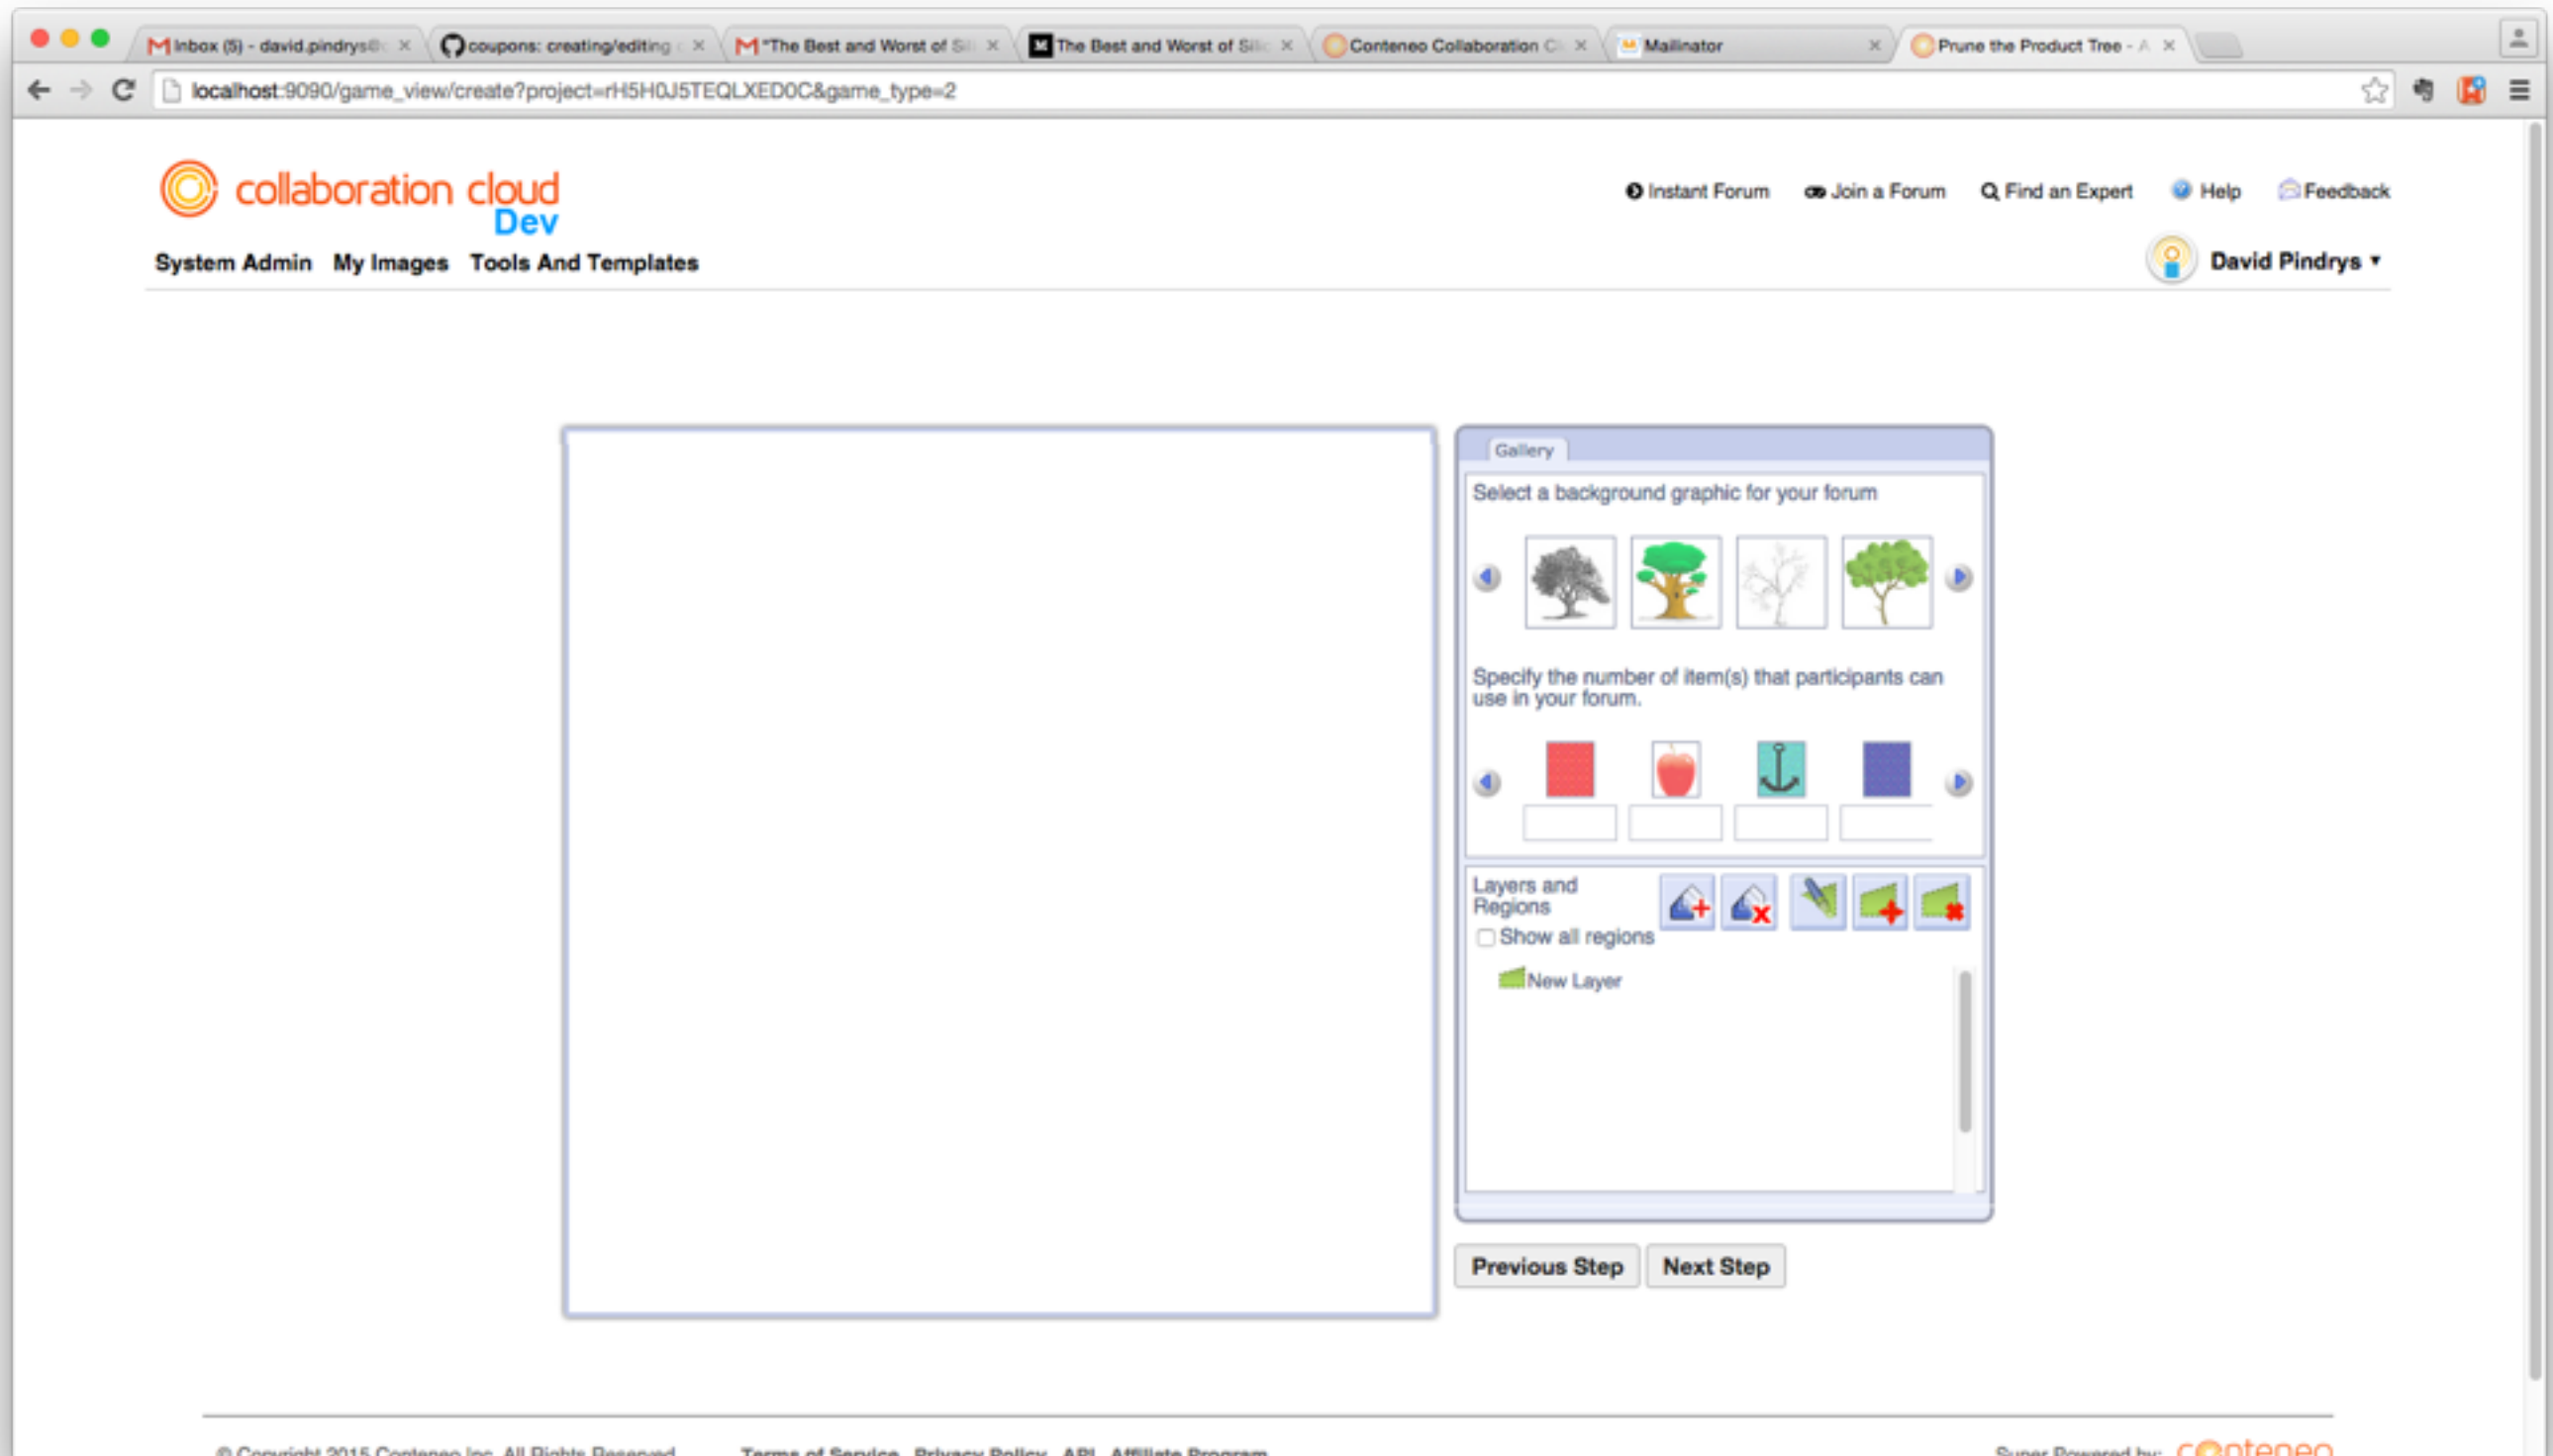 Inbox (5) - david.pindrys@
coupons: creating/editing
"The Best and Worst of Sili
The Best and Worst of Silic
Conteneo Collaboration Cl
Mailinator
Prune the Product Tree - A
localhost:9090/game_view/create?project=rH5H0J5TEQLXED0C&game_type=2
collaboration cloud
Dev
Instant Forum Join a Forum Find an Expert Help Feedback
System Admin My Images Tools And Templates
David Pindrys
Gallery
Select a background graphic for your forum
Specify the number of item(s) that participants can
use in your forum.
Layers and
Regions
Show all regions
New Layer
Previous Step Next Step
© Copyright 2015 Conteneo Inc. All Rights Reserved
Terms of Service Privacy Policy API Affiliate Program
Super Powered by: conteneo